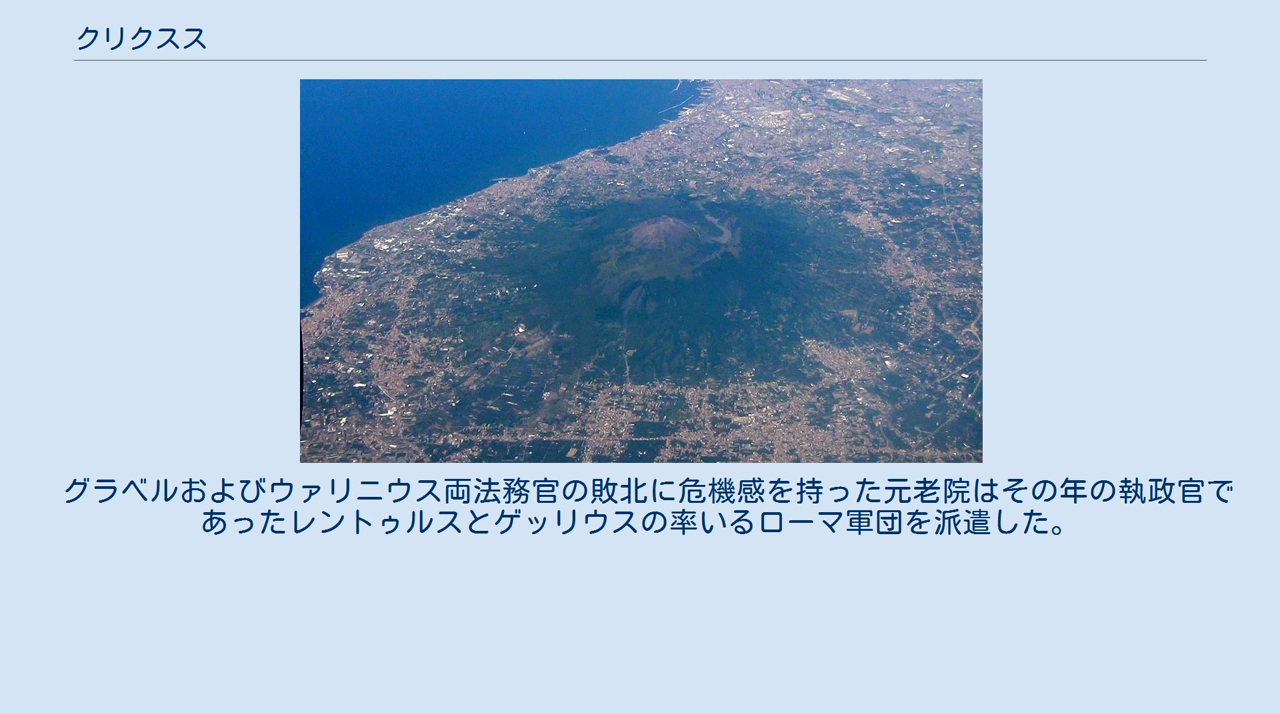 クリクスス
グラベルおよびウァリニウス両法務官の敗北に危機感を持った元老院はその年の執政官で
あったレントゥルスとゲッリウスの率いるローマ軍団を派遣した。